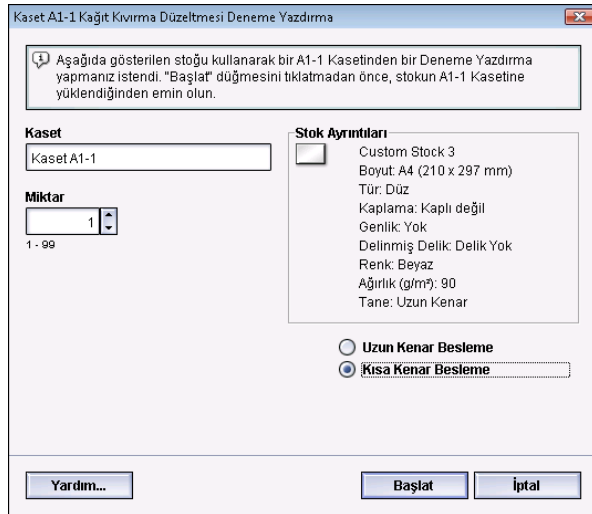 Kaset A1-1 Kağıt Kıvırma Düzeltmesi Deneme Yazdırma
Aşağıda gösterilen stoğu kullanarak bir A1-1 Kasetinden bir Deneme Yazdırma
yapmanız istendi. "Başlat" düğmesini tıklatmadan önce, stokun A1-1 Kasetine
yüklendiğinden emin olun.
Kaset
Kaset A1-1
Miktar
1
1 - 99
Stok Ayrıntıları
Custom Stock 3
Boyut: A4 (210 x 297 mm)
Tür: Düz
Kaplama: Kaplı değil
Genlik: Yok
Delinmiş Delik: Delik Yok
Renk: Beyaz
Ağırlık (g/m²): 90
Tane: Uzun Kenar
Uzun Kenar Besleme
Kısa Kenar Besleme
Yardım...
Başlat
İptal